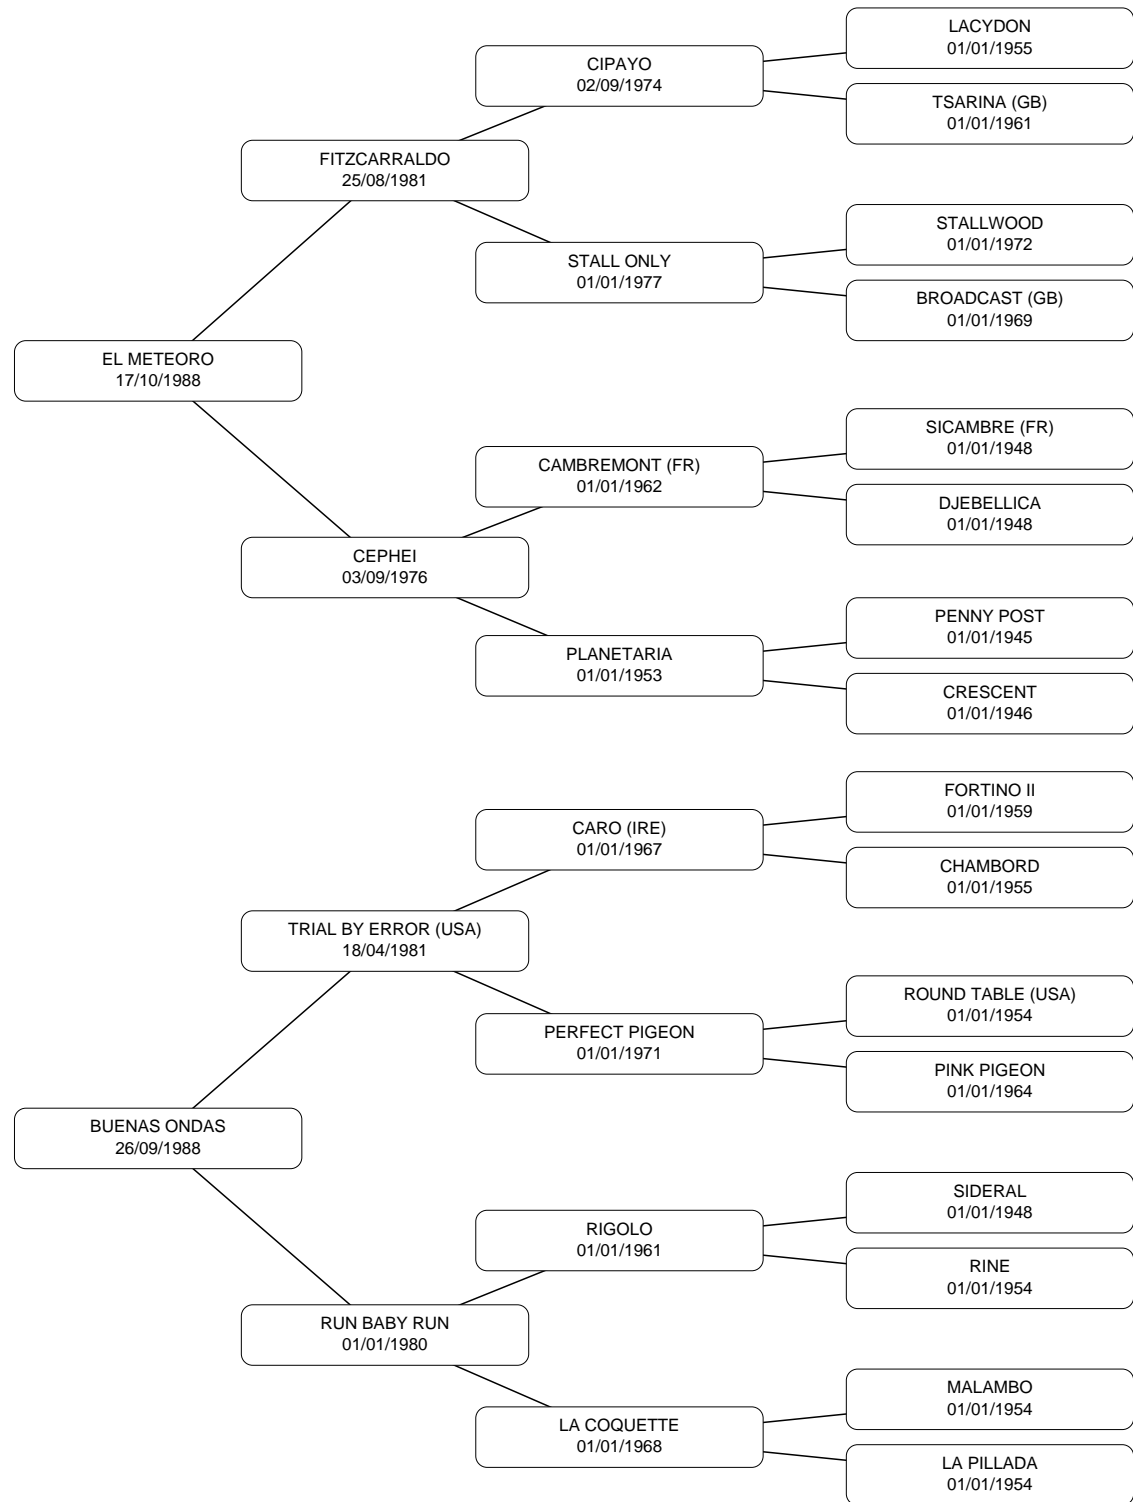 LACYDON
01/01/1955
CIPAYO
02/09/1974
TSARINA (GB)
01/01/1961
FITZCARRALDO
25/08/1981
STALLWOOD
01/01/1972
STALL ONLY
01/01/1977
BROADCAST (GB)
01/01/1969
EL METEORO
17/10/1988
SICAMBRE (FR)
01/01/1948
CAMBREMONT (FR)
01/01/1962
DJEBELLICA
01/01/1948
CEPHEI
03/09/1976
PENNY POST
01/01/1945
PLANETARIA
01/01/1953
CRESCENT
01/01/1946
FORTINO II
01/01/1959
CARO (IRE)
01/01/1967
CHAMBORD
01/01/1955
TRIAL BY ERROR (USA)
18/04/1981
ROUND TABLE (USA)
01/01/1954
PERFECT PIGEON
01/01/1971
PINK PIGEON
01/01/1964
BUENAS ONDAS
26/09/1988
SIDERAL
01/01/1948
RIGOLO
01/01/1961
RINE
01/01/1954
RUN BABY RUN
01/01/1980
MALAMBO
01/01/1954
LA COQUETTE
01/01/1968
LA PILLADA
01/01/1954